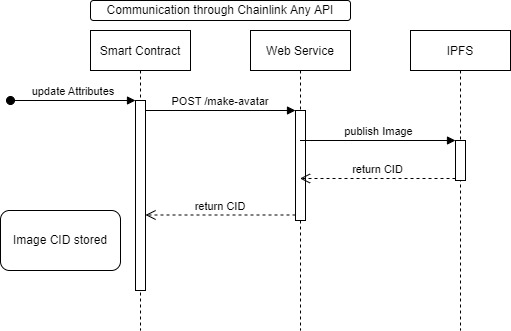 Communication through Chainlink Any API
Smart Contract
Web Service
IPFS
update Attributes
POST /make-avatar
publish Image
return CID
return CID
Image CID stored